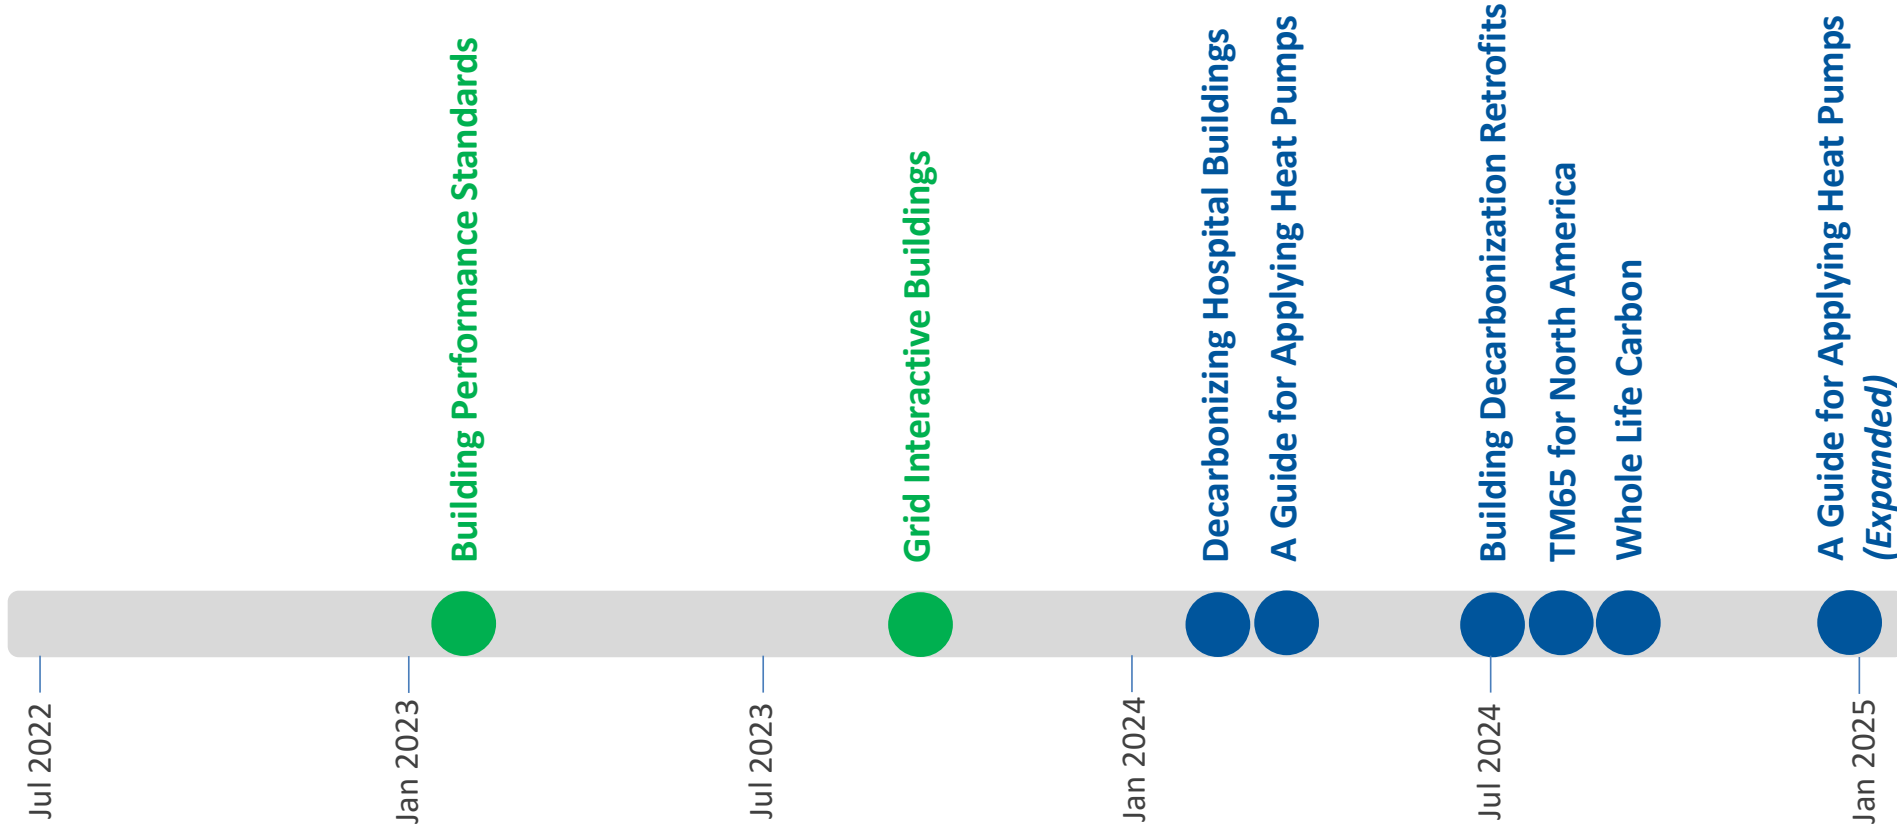 Building Performance Standards
Grid Interactive Buildings
Decarbonizing Hospital Buildings
A Guide for Applying Heat Pumps
Building Decarbonization Retrofits
TM65 for North America
Whole Life Carbon
A Guide for Applying Heat Pumps
(Expanded)
Jul 2022
Jan 2023
Jul 2023
Jan 2024
Jul 2024
Jan 2025